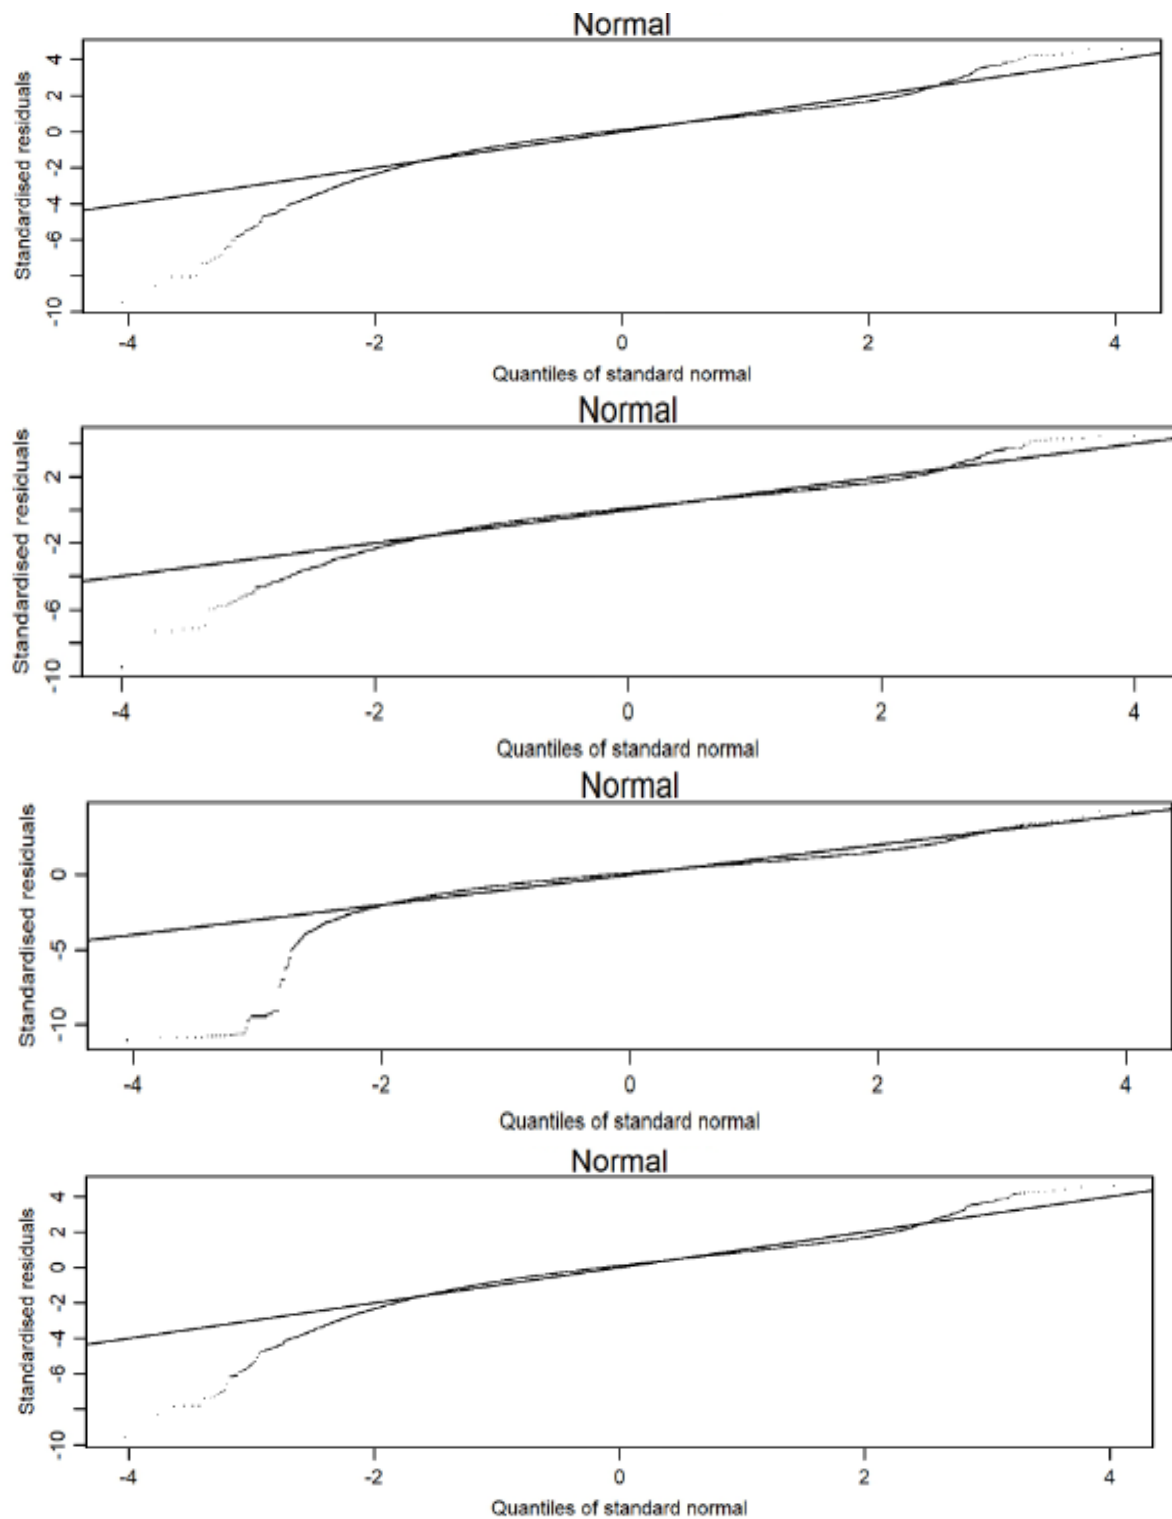 Normal
Standardised residuals
4
2
0
-2
-4
-6
-10
-4 -2 0 2 4
Quantiles of standard normal
Normal
Standardised residuals
2
-2
-6
-10
-4 -2 0 2 4
Quantiles of standard normal
Normal
Standardised residuals
0
-5
-10
-4 -2 0 2 4
Quantiles of standard normal
Normal
Standardised residuals
4
2
0
-2
-4
-6
-10
-4 -2 0 2 4
Quantiles of standard normal